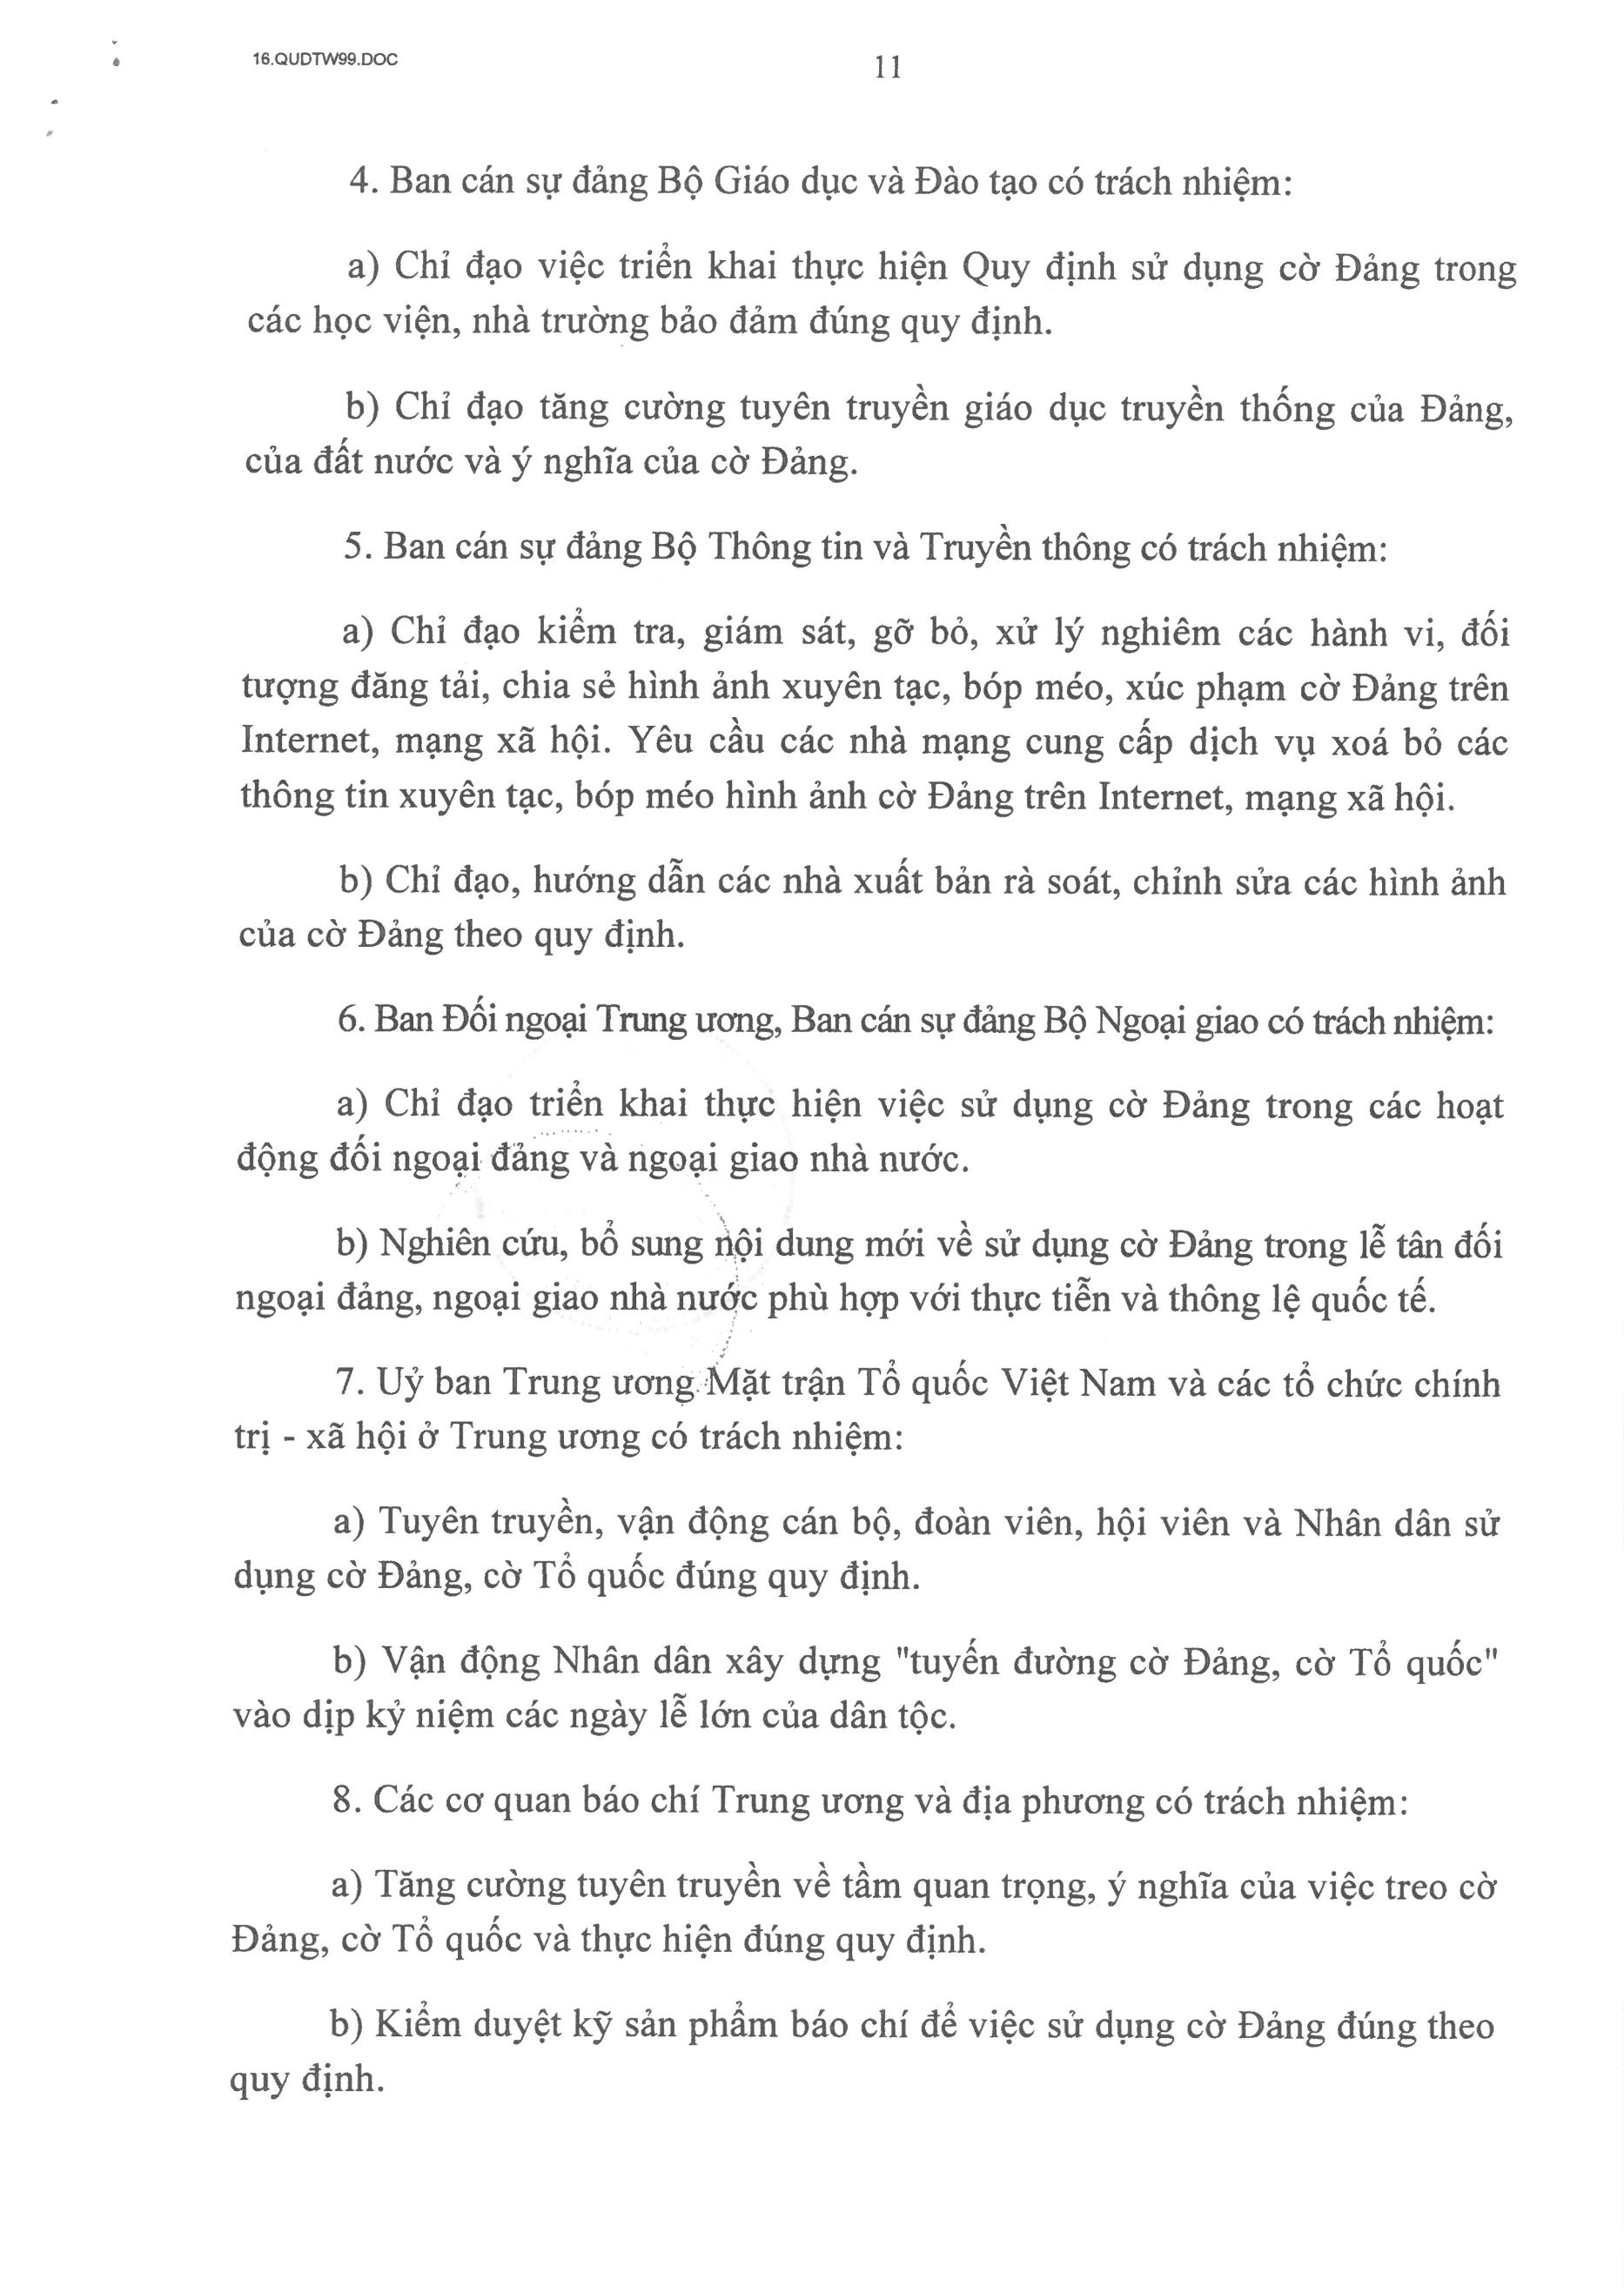 16.QUDTW99.DOC
11
4. Ban cán sự đảng Bộ Giáo dục và Đào tạo có trách nhiệm:
a) Chỉ đạo việc triển khai thực hiện Quy định sử dụng cờ Đảng trong
các học viện, nhà trường bảo đảm đúng quy định.
b) Chỉ đạo tăng cường tuyên truyền giáo dục truyền thống của Đảng,
của đất nước và ý nghĩa của cờ Đảng.
5. Ban cán sự đảng Bộ Thông tin và Truyền thông có trách nhiệm:
a) Chỉ đạo kiểm tra, giám sát, gỡ bỏ, xử lý nghiêm các hành vi, đối
tượng đăng tải, chia sẻ hình ảnh xuyên tạc, bóp méo, xúc phạm cờ Đảng trên
Internet, mạng xã hội. Yêu cầu các nhà mạng cung cấp dịch vụ xoá bỏ các
thông tin xuyên tạc, bóp méo hình ảnh cờ Đảng trên Internet, mạng xã hội.
b) Chỉ đạo, hướng dẫn các nhà xuất bản rà soát, chỉnh sửa các hình ảnh
của cờ Đảng theo quy định.
6. Ban Đối ngoại Trung ương, Ban cán sự đảng Bộ Ngoại giao có trách nhiệm:
a) Chỉ đạo triển khai thực hiện việc sử dụng cờ Đảng trong các hoạt
động đối ngoại đảng và ngoại giao nhà nước.
b) Nghiên cứu, bổ sung nội dung mới về sử dụng cờ Đảng trong lễ tân đối
ngoại đảng, ngoại giao nhà nước phù hợp với thực tiễn và thông lệ quốc tế.
7. Uỷ ban Trung ương Mặt trận Tổ quốc Việt Nam và các tổ chức chính
trị - xã hội ở Trung ương có trách nhiệm:
a) Tuyên truyền, vận động cán bộ, đoàn viên, hội viên và Nhân dân sử
dụng cờ Đảng, cờ Tổ quốc đúng quy định.
b) Vận động Nhân dân xây dựng "tuyến đường cờ Đảng, cờ Tổ quốc"
vào dịp kỷ niệm các ngày lễ lớn của dân tộc.
8. Các cơ quan báo chí Trung ương và địa phương có trách nhiệm:
a) Tăng cường tuyên truyền về tầm quan trọng, ý nghĩa của việc treo cờ
Đảng, cờ Tổ quốc và thực hiện đúng quy định.
b) Kiểm duyệt kỹ sản phẩm báo chí để việc sử dụng cờ Đảng đúng theo
quy định.